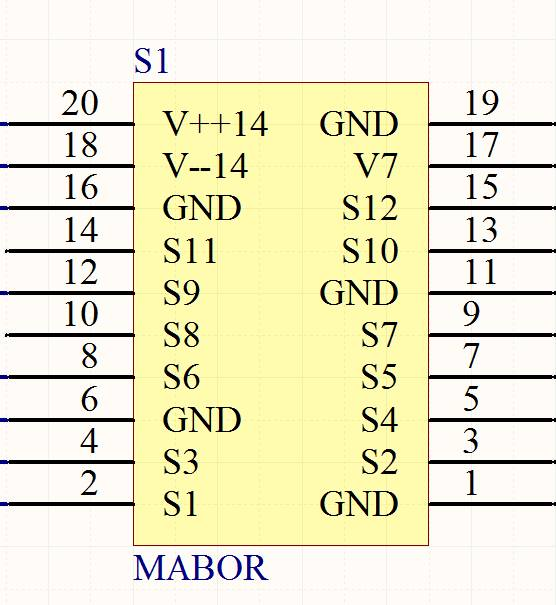 S1
20 V++14 GND 19
18 V--14 V7 17
16 GND S12 15
14 S11 S10 13
12 S9 GND 11
10 S8 S7 9
8 S6 S5 7
6 GND S4 5
4 S3 S2 3
2 S1 GND 1
MABOR